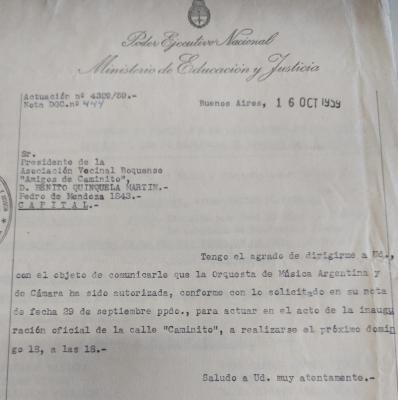 Poder Ejecutivo Nacional
Ministerio de Educación y Justicia
Actuación nº 4329/59.-
Nota DGC.nº 444
Buenos Aires, 16 OCT 1959
Sr.
Presidente de la
Asociación Vecinal Boquense
"Amigos de Caminito",
D. BENITO QUINQUELA MARTIN.-
Pedro de Mendoza 1843.-
CAPITAL.-
Tengo el agrado de dirigirme a Ud.,
con el objeto de comunicarle que la Orquesta de Música Argentina y
de Cámara ha sido autorizada, conforme con lo solicitado en su nota
de fecha 29 de septiembre ppdo., para actuar en el acto de la inaugu
ración oficial de la calle "Caminito", a realizarse el próximo domin
go 18, a las 18.-
Saludo a Ud. muy atentamente.-